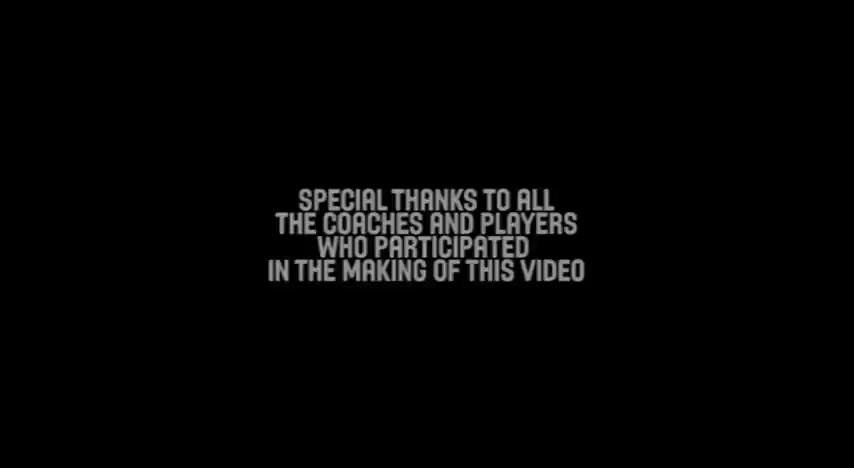 SPECIAL THANKS TO ALL
THE COACHES AND PLAYERS
WHO PARTICIPATED
IN THE MAKING OF THIS VIDEO